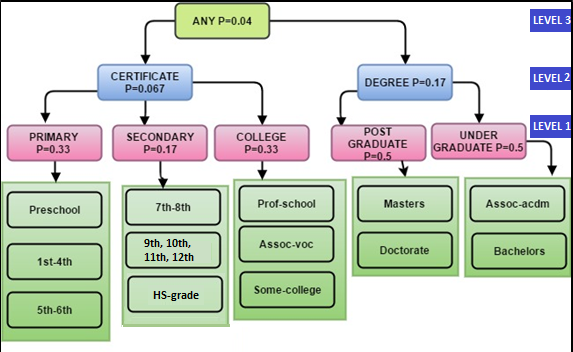 ANY P=0.04
LEVEL 3
CERTIFICATE
P=0.067
DEGREE P=0.17
LEVEL 2
PRIMARY
P=0.33
SECONDARY
P=0.17
COLLEGE
P=0.33
POST
GRADUATE
P=0.5
UNDER
GRADUATE P=0.5
LEVEL 1
Preschool
1st-4th
5th-6th
7th-8th
9th, 10th,
11th, 12th
HS-grade
Prof-school
Assoc-voc
Some-college
Masters
Doctorate
Assoc-acdm
Bachelors